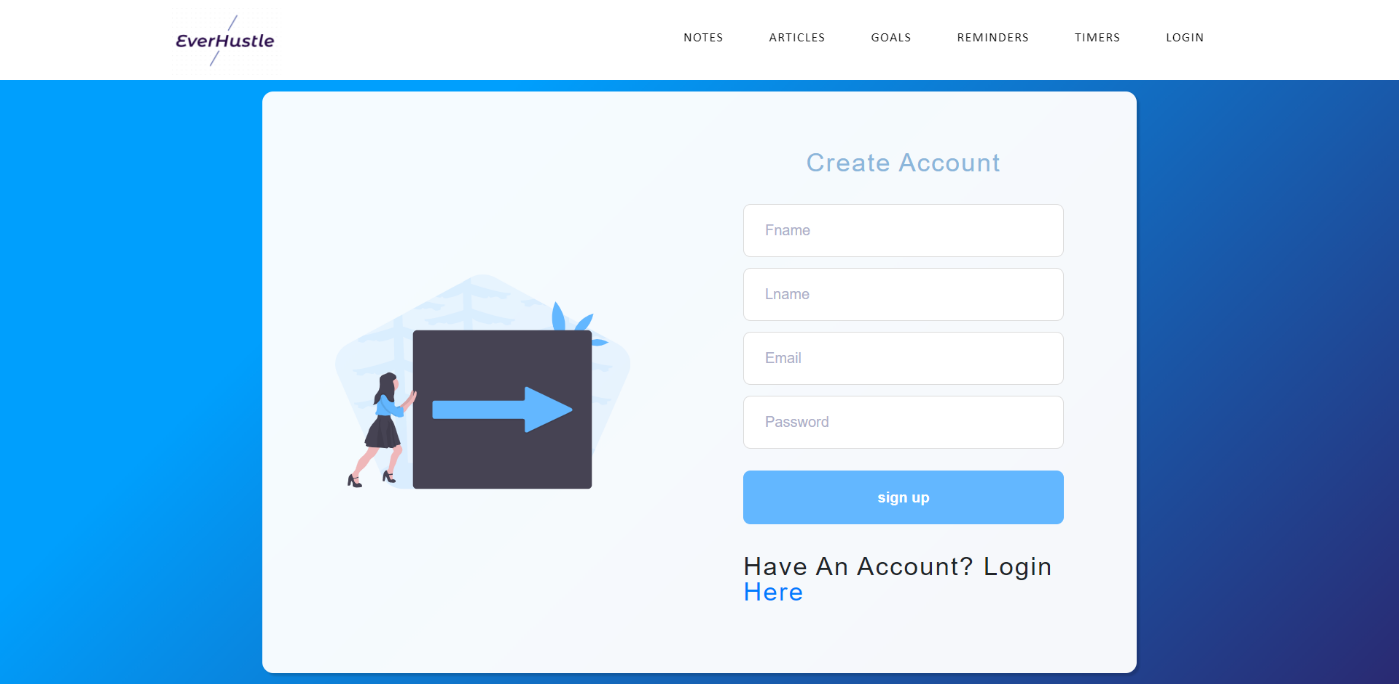 EverHustle
NOTES ARTICLES GOALS REMINDERS TIMERS LOGIN
Create Account
Fname
Lname
Email
Password
sign up
Have An Account? Login
Here